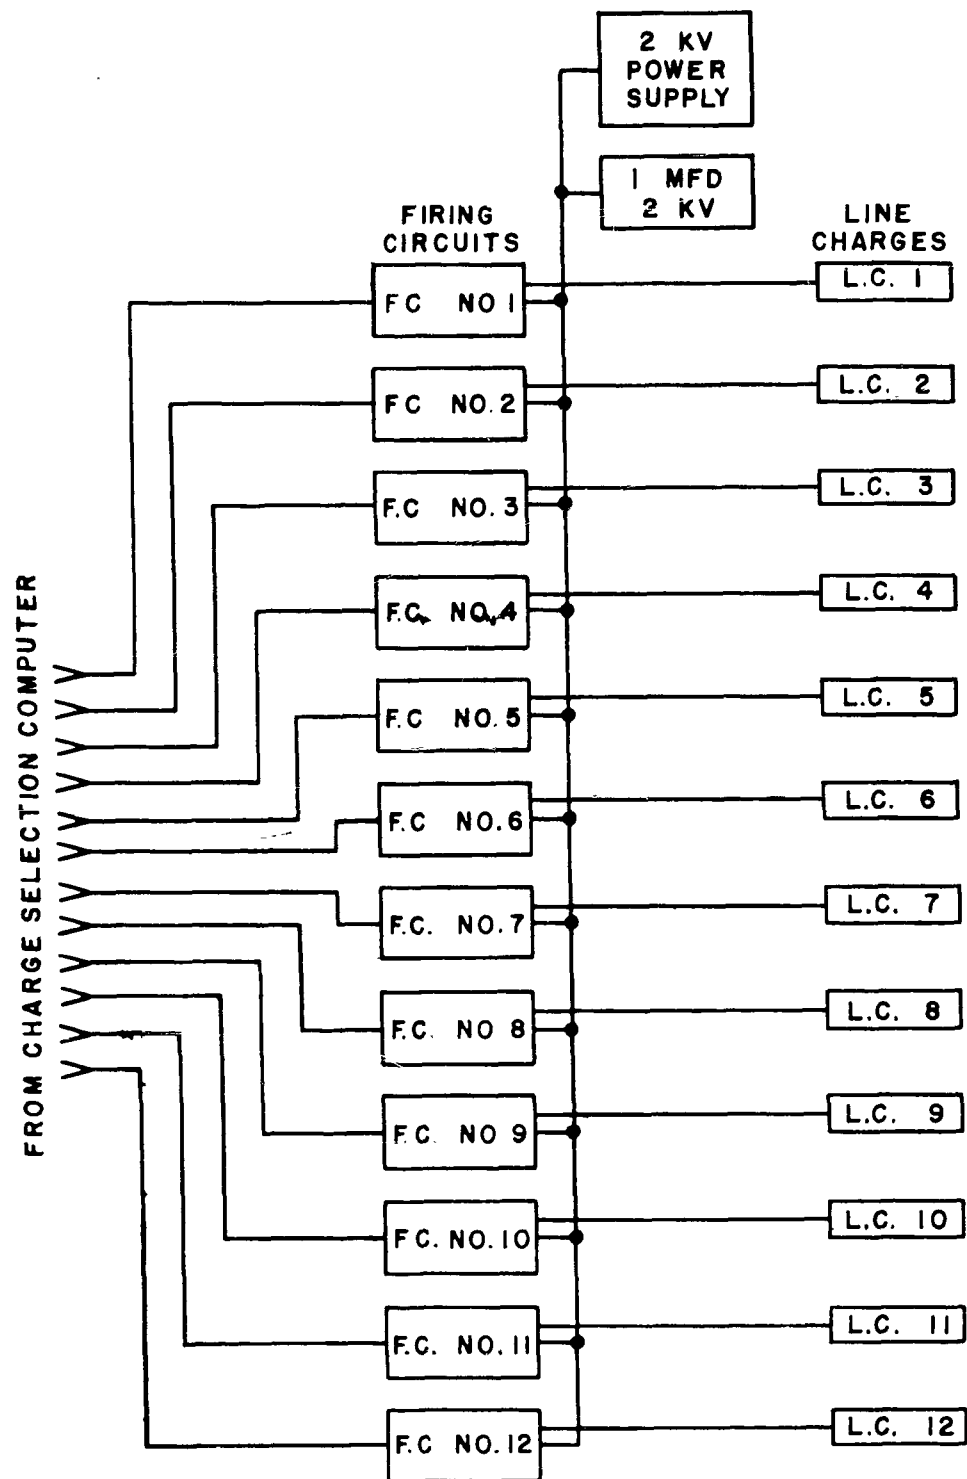 2 KV
POWER
SUPPLY
1 MFD
2 KV
FIRING
CIRCUITS
LINE
CHARGES
FROM CHARGE SELECTION COMPUTER
F C NO 1
L.C. 1
F C NO. 2
L.C. 2
F.C NO. 3
L.C. 3
F.C. NO. 4
L.C. 4
F.C NO. 5
L.C. 5
F.C NO. 6
L.C. 6
F.C. NO. 7
L.C. 7
F.C. NO 8
L.C. 8
F.C. NO 9
L.C. 9
F C. NO. 10
L.C. 10
F.C. NO. 11
L.C. 11
F.C NO. 12
L.C. 12